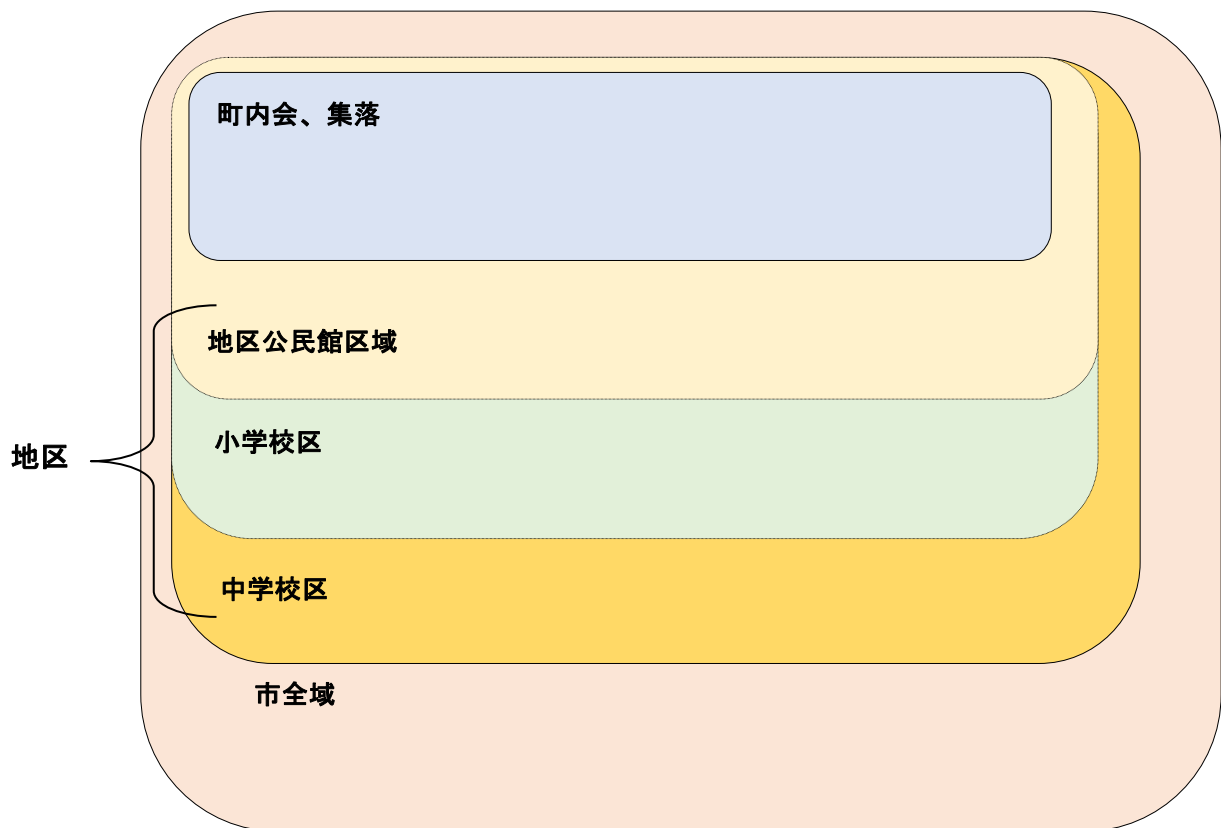 町内会、集落
地区公民館区域
小学校区
地区
中学校区
市全域